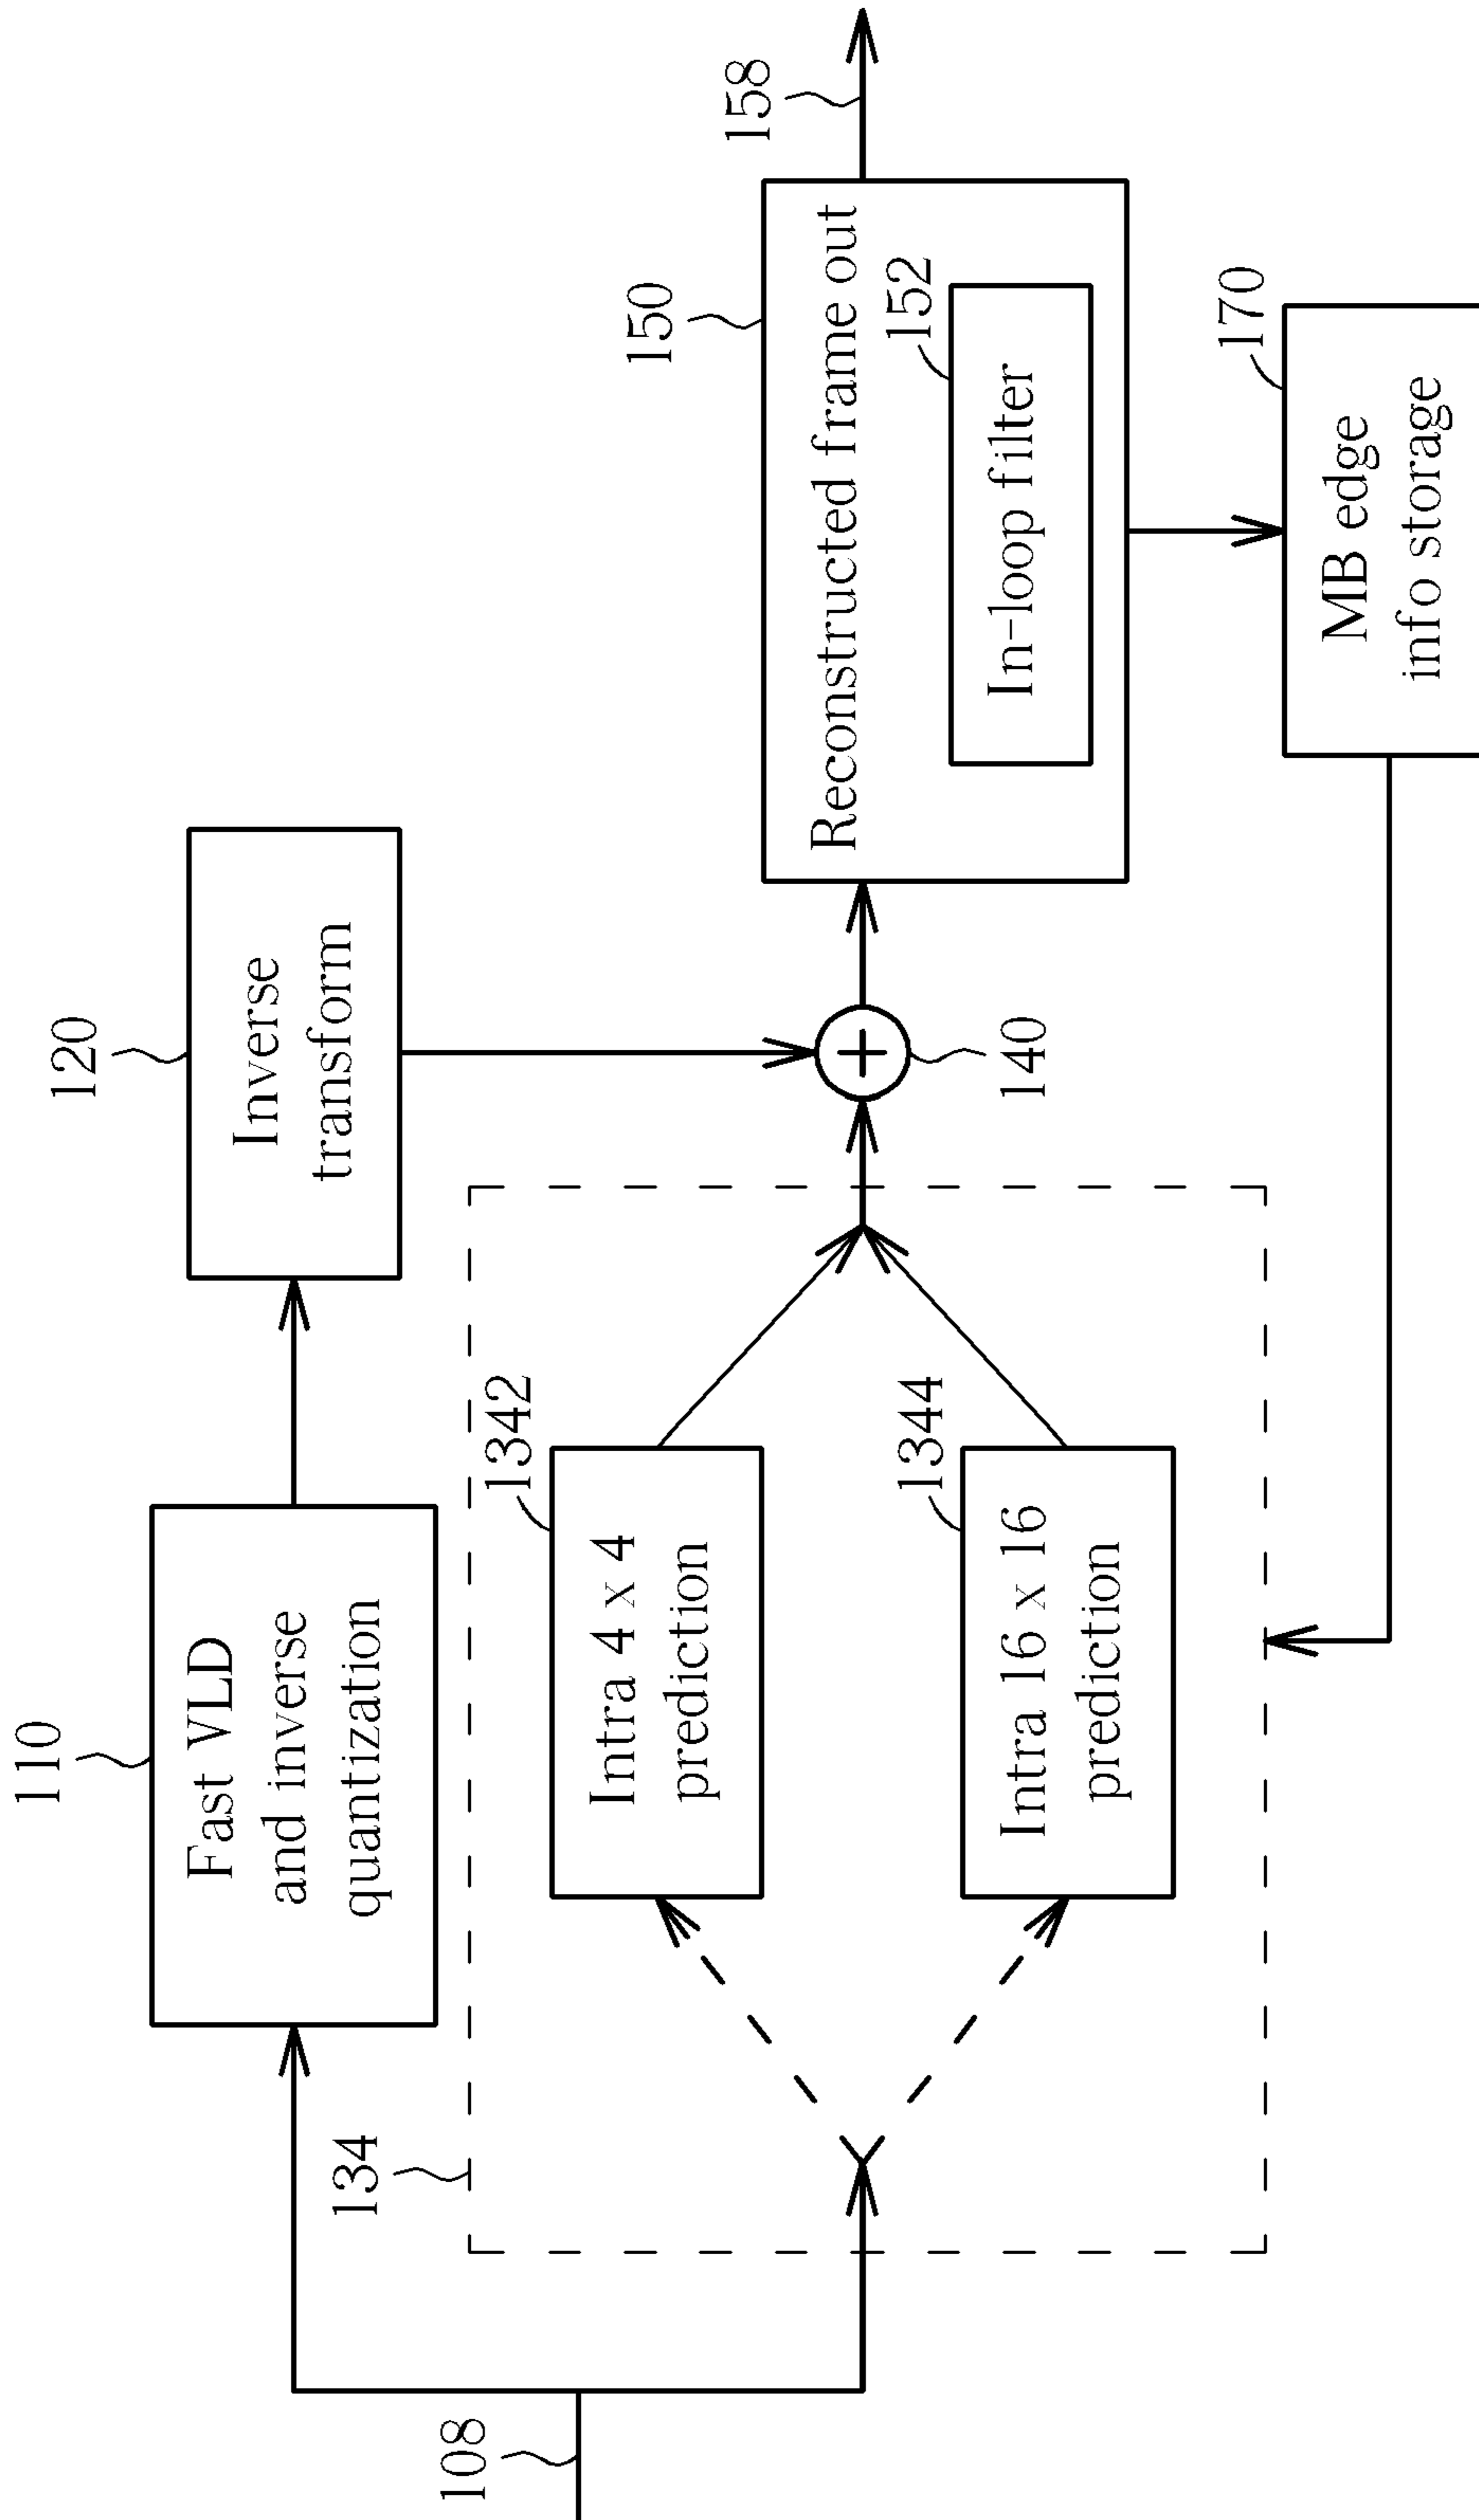 108
110
Fast VLD
and inverse
quantization
120
Inverse
transform
134
1342
Intra 4 x 4
prediction
1344
Intra 16 x 16
prediction
140
150
Reconstructed frame out
152
In-loop filter
158
170
MB edge
info storage